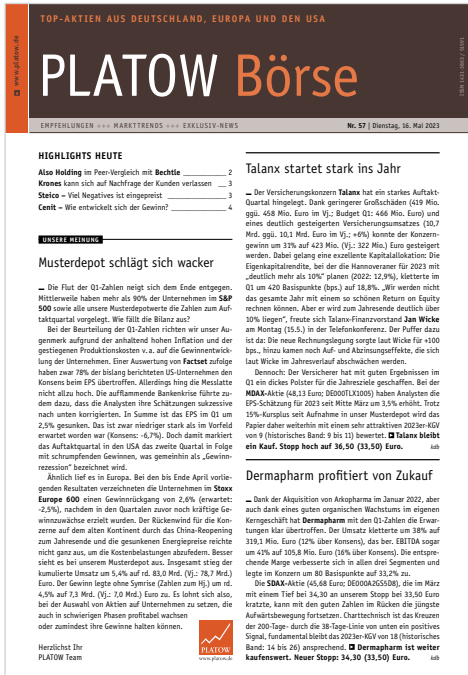 TOP-AKTIEN AUS DEUTSCHLAND, EUROPA UND DEN USA
www.platow.de
PLATOW Börse
EMPFEHLUNGEN +++ MARKTTRENDS +++ EXKLUSIV-NEWS
Nr. 57 | Dienstag, 16. Mai 2023
HIGHLIGHTS HEUTE
Also Holding im Peer-Vergleich mit Bechtle 2
Krones kann sich auf Nachfrage der Kunden verlassen 3
Steico – Viel Negatives ist eingepreist 3
Cenit – Wie entwickelt sich der Gewinn? 4
UNSERE MEINUNG
Musterdepot schlägt sich wacker
Die Flut der Q1-Zahlen neigt sich dem Ende entgegen.
Mittlerweile haben mehr als 90% der Unternehmen im S&P
500 sowie alle unsere Musterdepotwerte die Zahlen zum Auf-
taktquartal vorgelegt. Wie fällt die Bilanz aus?
Bei der Beurteilung der Q1-Zahlen richten wir unser Au-
genmerk aufgrund der anhaltend hohen Inflation und der
gestiegenen Produktionskosten v.a. auf die Gewinnentwick-
lung der Unternehmen. Einer Auswertung von Factset zufolge
haben zwar 78% der bislang berichteten US-Unternehmen den
Konsens beim EPS übertroffen. Allerdings hing die Messlatte
nicht allzu hoch. Die aufflammende Bankenkrise führte zu-
dem dazu, dass die Analysten ihre Schätzungen sukzessive
nach unten korrigierten. In Summe ist das EPS im Q1 um
2,5% gesunken. Das ist zwar niedriger stark als im Vorfeld
erwartet worden war (Konsens: -6,7%). Doch damit markiert
das Auftaktquartal in den USA das zweite Quartal in Folge
mit schrumpfenden Gewinnen, was gemeinhin als „Gewinn-
rezession" bezeichnet wird.
Ähnlich lief es in Europa. Bei den bis Ende April vorlie-
genden Resultaten verzeichneten die Unternehmen im Stoxx
Europe 600 einen Gewinnrückgang von 2,6% (erwartet:
-2,5%), nachdem in den Quartalen zuvor noch kräftige Ge-
winnzuwächse erzielt wurden. Der Rückenwind für die Kon-
zerne auf dem alten Kontinent durch das China-Reopening
zum Jahresende und die gesunkenen Energiepreise reichte
nicht ganz aus, um die Kostenbelastungen abzufedern. Besser
sieht es bei unserem Musterdepot aus. Insgesamt stieg der
kumulierte Umsatz um 5,4% auf rd. 83,0 Mrd. (Vj.: 78,7 Mrd.)
Euro. Der Gewinn legte ohne Synrise (Zahlen zum Hj.) um rd.
4,5% auf 7,3 Mrd. (Vj.: 7,0 Mrd.) Euro zu. Es lohnt sich also,
bei der Auswahl von Aktien auf Unternehmen zu setzen, die
auch in schwierigen Phasen profitabel wachsen
oder zumindest ihre Gewinne halten können.
Herzlichst Ihr
PLATOW Team
PLATOW
www.platow.de
Talanx startet stark ins Jahr
Der Versicherungskonzern Talanx hat ein starkes Auftakt-
Quartal hingelegt. Dank geringerer Großschäden (419 Mio.
ggü. 458 Mio. Euro im Vj.; Budget Q1: 466 Mio. Euro) und
eines deutlich gesteigerten Versicherungsumsatzes (10,7
Mrd. ggü. 10,1 Mrd. Euro im Vj.; +6%) konnte der Konzern-
gewinn um 31% auf 423 Mio. (Vj.: 322 Mio.) Euro gesteigert
werden. Dabei gelang eine exzellente Kapitalallokation: Die
Eigenkapitalrendite, bei der die Hannoveraner für 2023 mit
„deutlich mehr als 10%" planen (2022: 12,9%), kletterte im
Q1 um 420 Basispunkte (bps.) auf 18,8%. „Wir werden nicht
das gesamte Jahr mit einem so schönen Return on Equity
rechnen können. Aber er wird zum Jahresende deutlich über
10% liegen", freute sich Talanx-Finanzvorstand Jan Wicke
am Montag (15.5.) in der Telefonkonferenz. Der Puffer dazu
ist da: Die neue Rechnungslegung sorgte laut Wicke für +100
bps., hinzu kamen noch Auf- und Abzinsungseffekte, die sich
laut Wicke im Jahresverlauf abschwächen werden.
Dennoch: Der Versicherer hat mit guten Ergebnissen im
Q1 ein dickes Polster für die Jahresziele geschaffen. Bei der
MDAX-Aktie (48,13 Euro; DE000TLX1005) haben Analysten die
EPS-Schätzung für 2023 seit Mitte März um 3,5% erhöht. Trotz
15%-Kursplus seit Aufnahme in unser Musterdepot wird das
Papier daher weiterhin mit einem sehr attraktiven 2023er-KGV
von 9 (historisches Band: 9 bis 11) bewertet. Talanx bleibt
ein Kauf. Stopp hoch auf 36,50 (33,50) Euro. kdb
Dermapharm profitiert von Zukauf
Dank der Akquisition von Arkopharma im Januar 2022, aber
auch dank eines guten organischen Wachstums im eigenen
Kerngeschäft hat Dermapharm mit den Q1-Zahlen die Erwar-
tungen klar übertroffen. Der Umsatz kletterte um 38% auf
319,1 Mio. Euro (12% über Konsens), das ber. EBITDA sogar
um 41% auf 105,8 Mio. Euro (16% über Konsens). Die entspre-
chende Marge verbesserte sich in allen drei Segmenten und
legte im Konzern um 80 Basispunkte auf 33,2% zu.
Die SDAX-Aktie (45,68 Euro; DE000A2GS5D8), die im März
mit einem Tief bei 34,30 an unserem Stopp bei 33,50 Euro
kratzte, kann mit den guten Zahlen im Rücken die jüngste
Aufwärtsbewegung fortsetzen. Charttechnisch ist das Kreuzen
der 200-Tage- durch die 38-Tage-Linie von unten ein positives
Signal, fundamental bleibt das 2023er-KGV von 18 (historisches
Band: 14 bis 26) ansprechend. Dermapharm ist weiter
kaufenswert. Neuer Stopp: 34,30 (33,50) Euro. kdb